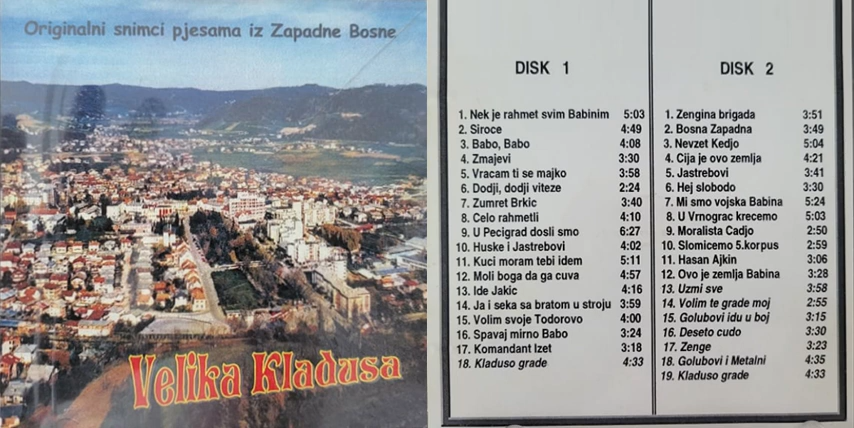 Originalni snimci pjesama iz Zapadne Bosne
Velika Kladusa
DISK 1
1. Nek je rahmet svim Babinim 5:03
2. Siroce 4:49
3. Babo, Babo 4:08
4. Zmajevi 3:30
5. Vracam ti se majko 3:58
6. Dodji, dodji viteze 2:24
7. Zumret Brkic 3:40
8. Celo rahmetli 4:10
9. U Pecigrad dosli smo 6:27
10. Huske i Jastrebovi 4:02
11. Kuci moram tebi idem 5:11
12. Moli boga da ga cuva 4:57
13. Ide Jakic 4:16
14. Ja i seka sa bratom u stroju 3:59
15. Volim svoje Todorovo 4:00
16. Spavaj mirno Babo 3:24
17. Komandant Izet 3:18
18. Kladuso grade 4:33
DISK 2
1. Zengina brigada 3:51
2. Bosna Zapadna 3:49
3. Nevzet Kedjo 5:04
4. Cija je ovo zemlja 4:21
5. Jastrebovi 3:41
6. Hej slobodo 3:30
7. Mi smo vojska Babina 5:24
8. U Vrnograc krecemo 5:03
9. Moralista Cadjo 2:50
10. Slomicemo 5.korpus 2:59
11. Hasan Ajkin 3:06
12. Ovo je zemlja Babina 3:28
13. Uzmi sve 3:58
14. Volim te grade moj 2:55
15. Golubovi idu u boj 3:15
16. Deseto cudo 3:30
17. Zenge 3:23
18. Golubovi i Metalni 4:35
19. Kladuso grade 4:33